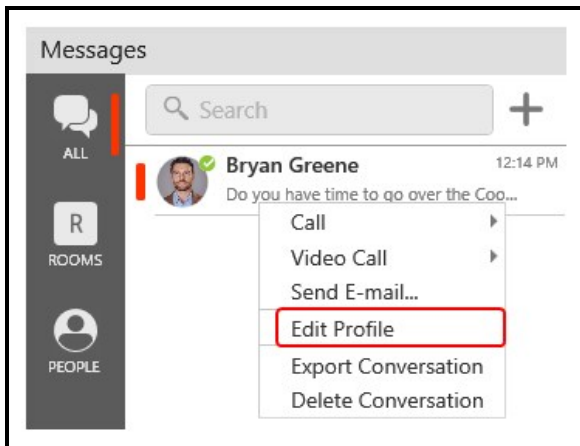 Messages
Search
ALL
Bryan Greene 12:14 PM
Do you have time to go over the Coo...
R
ROOMS
PEOPLE
Call
Video Call
Send E-mail...
Edit Profile
Export Conversation
Delete Conversation